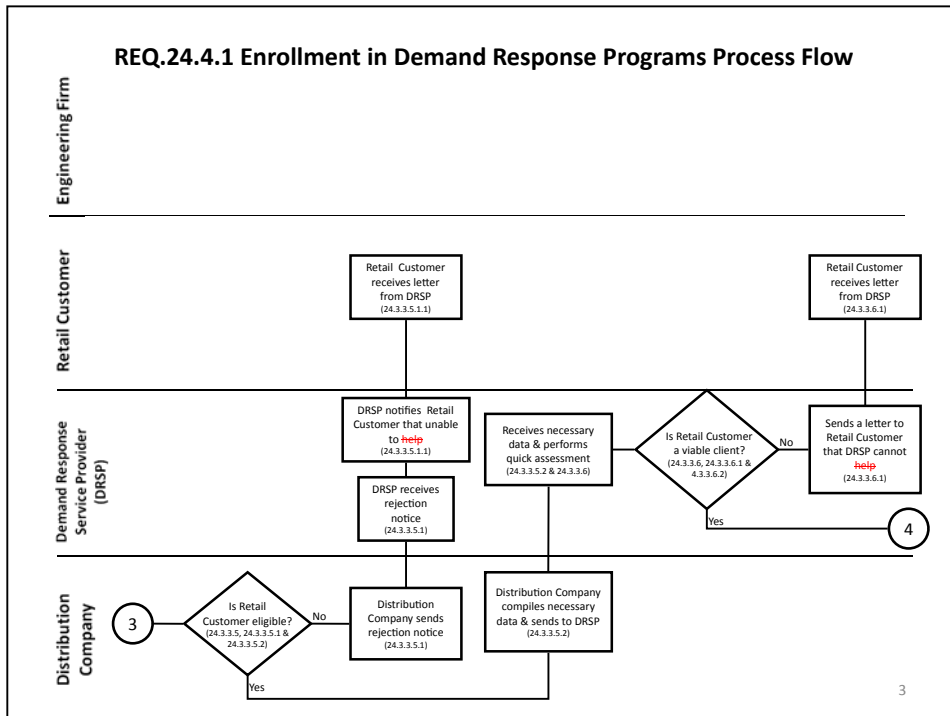 REQ.24.4.1 Enrollment in Demand Response Programs Process Flow
Engineering Firm
Retail Customer
Retail Customer
receives letter
from DRSP
(24.3.3.5.1.1)
Retail Customer
receives letter
from DRSP
(24.3.3.6.1)
Demand Response
Service Provider
(DRSP)
DRSP notifies Retail
Customer that unable
to help
(24.3.3.5.1.1)
DRSP receives
rejection
notice
(24.3.3.5.1)
Receives necessary
data & performs
quick assessment
(24.3.3.5.2 & 24.3.3.6)
Is Retail Customer
a viable client?
(24.3.3.6, 24.3.3.6.1 &
4.3.3.6.2)
No
Yes
Sends a letter to
Retail Customer
that DRSP cannot
help
(24.3.3.6.1)
4
Distribution
Company
3
Is Retail
Customer eligible?
(24.3.3.5, 24.3.3.5.1 &
24.3.3.5.2)
No
Yes
Distribution
Company sends
rejection notice
(24.3.3.5.1)
Distribution Company
compiles necessary
data & sends to DRSP
(24.3.3.5.2)
3